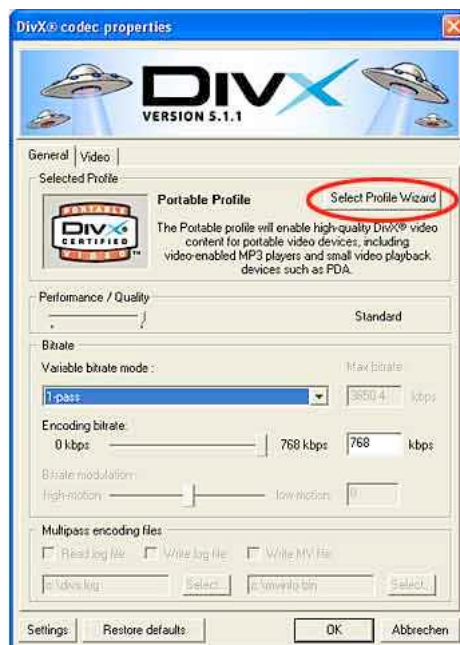 DivX® codec properties
DivX
VERSION 5.1.1
General Video
Selected Profile
PORTABLE
DivX
CERTIFIED
VIDEO™
Portable Profile
Select Profile Wizard
The Portable profile will enable high-quality DivX® video
content for portable video devices, including
video-enabled MP3 players and small video playback
devices such as PDA.
Performance / Quality
Standard
Bitrate
Variable bitrate mode :
Max bitrate
1-pass
3650.4 kbps
Encoding bitrate:
0 kbps 768 kbps 768
Bitrate modulation:
high-motion low-motion 0
Multipass encoding files
Read log file Write log file Write MV file
c:\divx.log Select... c:\mvinfo.bin Select...
Settings Restore defaults OK Abbrechen